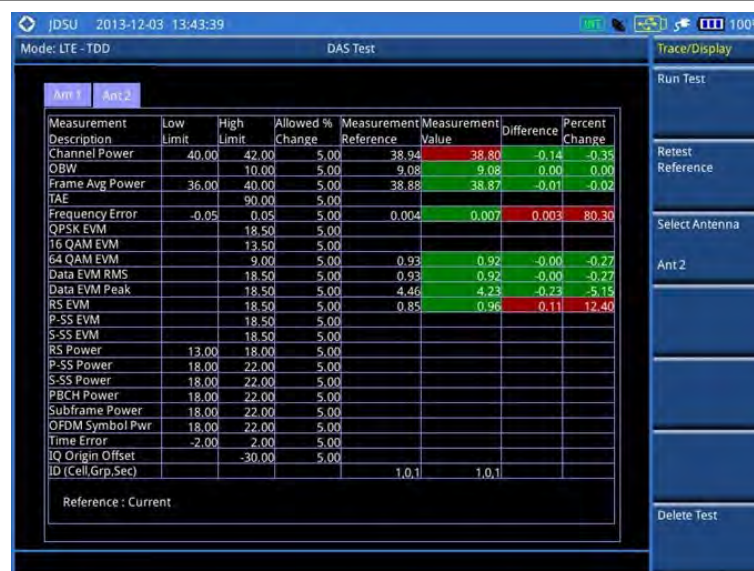 JDSU 2013-12-03 13:43:39 INT 100%
Mode: LTE - TDD DAS Test Trace/Display
Ant 1 Ant 2
Run Test
Measurement Description Low Limit High Limit Allowed % Change Measurement Reference Measurement Value Difference Percent Change
Channel Power 40.00 42.00 5.00 38.94 38.80 -0.14 -0.35
OBW 10.00 5.00 9.08 9.08 0.00 0.00
Frame Avg Power 36.00 40.00 5.00 38.88 38.87 -0.01 -0.02
TAE 90.00 5.00
Frequency Error -0.05 0.05 5.00 0.004 0.007 0.003 80.30
QPSK EVM 18.50 5.00
16 QAM EVM 13.50 5.00
64 QAM EVM 9.00 5.00 0.93 0.92 -0.00 -0.27
Data EVM RMS 18.50 5.00 0.93 0.92 -0.00 -0.27
Data EVM Peak 18.50 5.00 4.46 4.23 -0.23 -5.15
RS EVM 18.50 5.00 0.85 0.96 0.11 12.40
P-SS EVM 18.50 5.00
S-SS EVM 18.50 5.00
RS Power 13.00 18.00 5.00
P-SS Power 18.00 22.00 5.00
S-SS Power 18.00 22.00 5.00
PBCH Power 18.00 22.00 5.00
Subframe Power 18.00 22.00 5.00
OFDM Symbol Pwr 18.00 22.00 5.00
Time Error -2.00 2.00 5.00
IQ Origin Offset -30.00 5.00
ID (Cell,Grp,Sec) 1,0,1 1,0,1
Reference : Current
Retest Reference
Select Antenna
Ant 2
Delete Test